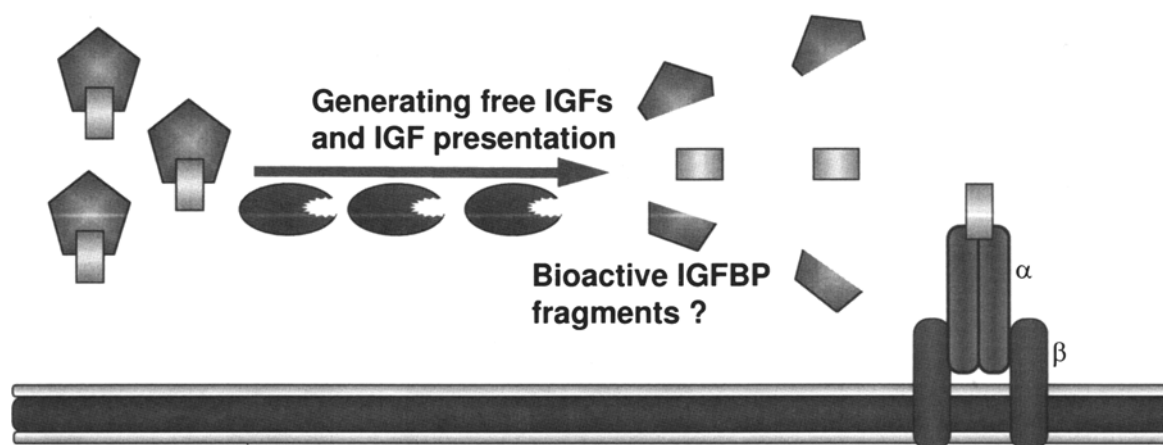 Generating free IGFs
and IGF presentation
Bioactive IGFBP
fragments ?
α
β